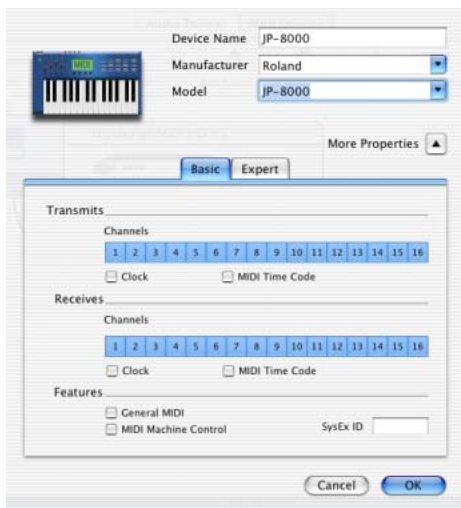 Device Name JP-8000
Manufacturer Roland
MIDI
Model JP-8000
More Properties
Basic Expert
Transmits
Channels
1 2 3 4 5 6 7 8 9 10 11 12 13 14 15 16
Clock MIDI Time Code
Receives
Channels
1 2 3 4 5 6 7 8 9 10 11 12 13 14 15 16
Clock MIDI Time Code
Features
General MIDI
MIDI Machine Control SysEx ID
Cancel OK